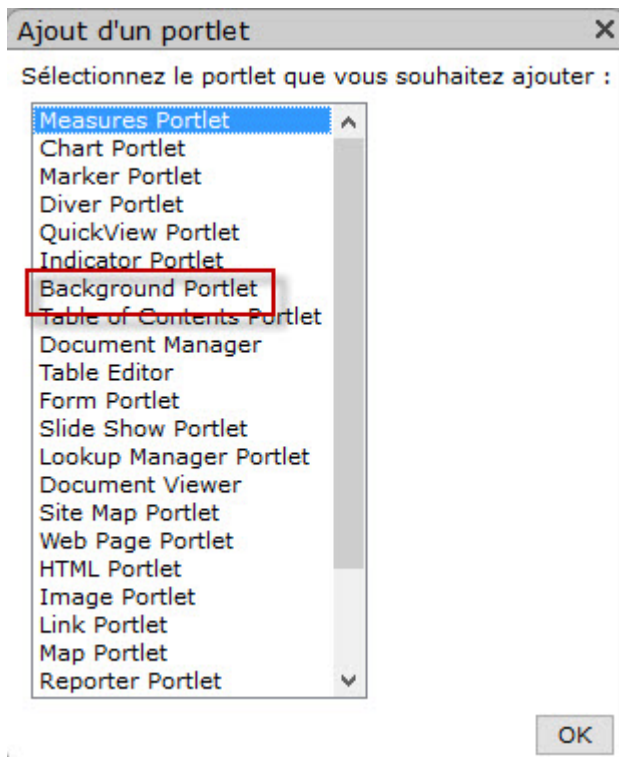 Ajout d'un portlet
Sélectionnez le portlet que vous souhaitez ajouter :
Measures Portlet
Chart Portlet
Marker Portlet
Diver Portlet
QuickView Portlet
Indicator Portlet
Background Portlet
Table of Contents Portlet
Document Manager
Table Editor
Form Portlet
Slide Show Portlet
Lookup Manager Portlet
Document Viewer
Site Map Portlet
Web Page Portlet
HTML Portlet
Image Portlet
Link Portlet
Map Portlet
Reporter Portlet
OK